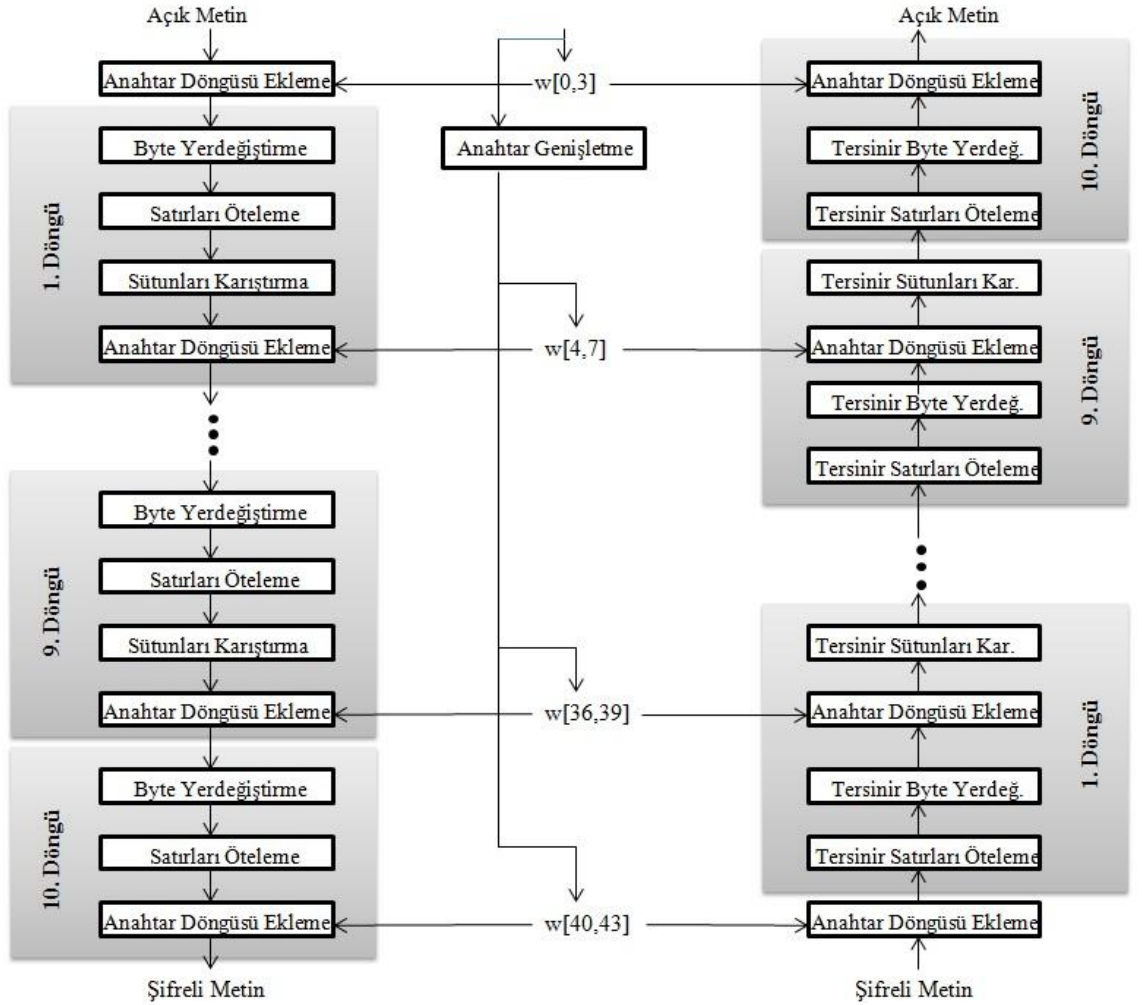 Açık Metin
Anahtar Döngüsü Ekleme
1. Döngü
Byte Yerdeğiştirme
Satırları Öteleme
Sütunları Karıştırma
Anahtar Döngüsü Ekleme
9. Döngü
Byte Yerdeğiştirme
Satırları Öteleme
Sütunları Karıştırma
Anahtar Döngüsü Ekleme
10. Döngü
Byte Yerdeğiştirme
Satırları Öteleme
Anahtar Döngüsü Ekleme
Şifreli Metin
w[0,3]
Anahtar Genişletme
w[4,7]
w[36,39]
w[40,43]
Açık Metin
Anahtar Döngüsü Ekleme
Tersinir Byte Yerdeğ.
Tersinir Satırları Öteleme
10. Döngü
Tersinir Sütunları Kar.
Anahtar Döngüsü Ekleme
Tersinir Byte Yerdeğ.
Tersinir Satırları Öteleme
9. Döngü
Tersinir Sütunları Kar.
Anahtar Döngüsü Ekleme
Tersinir Byte Yerdeğ.
Tersinir Satırları Öteleme
1. Döngü
Anahtar Döngüsü Ekleme
Şifreli Metin